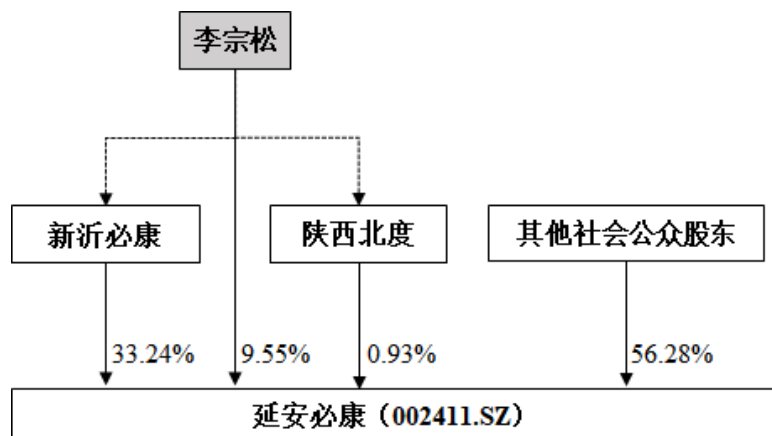 李宗松
新沂必康
陕西北度
其他社会公众股东
33.24%
9.55%
0.93%
56.28%
延安必康（002411.SZ）